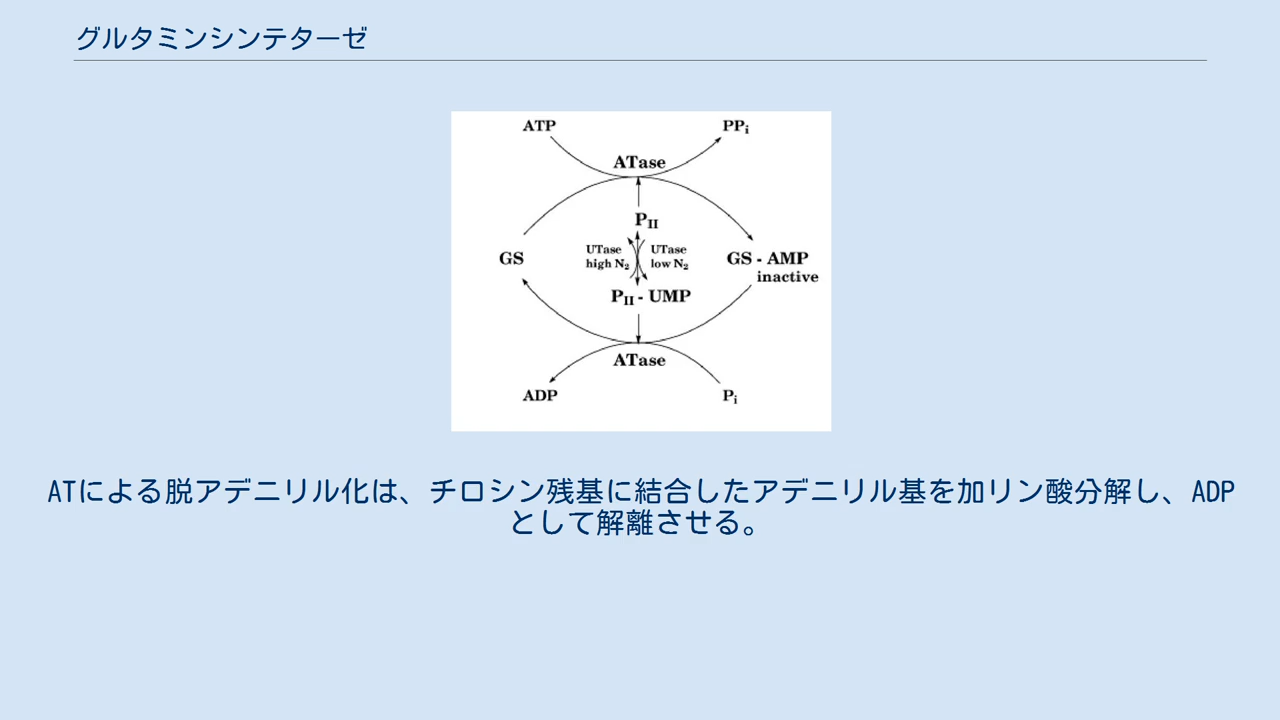 グルタミンシンテターゼ
ATP
PPi
ATase
PII
UTase
high N2
UTase
low N2
GS
GS - AMP
inactive
PII - UMP
ATase
ADP
Pi
ATによる脱アデニリル化は、チロシン残基に結合したアデニリル基を加リン酸分解し、ADP
として解離させる。